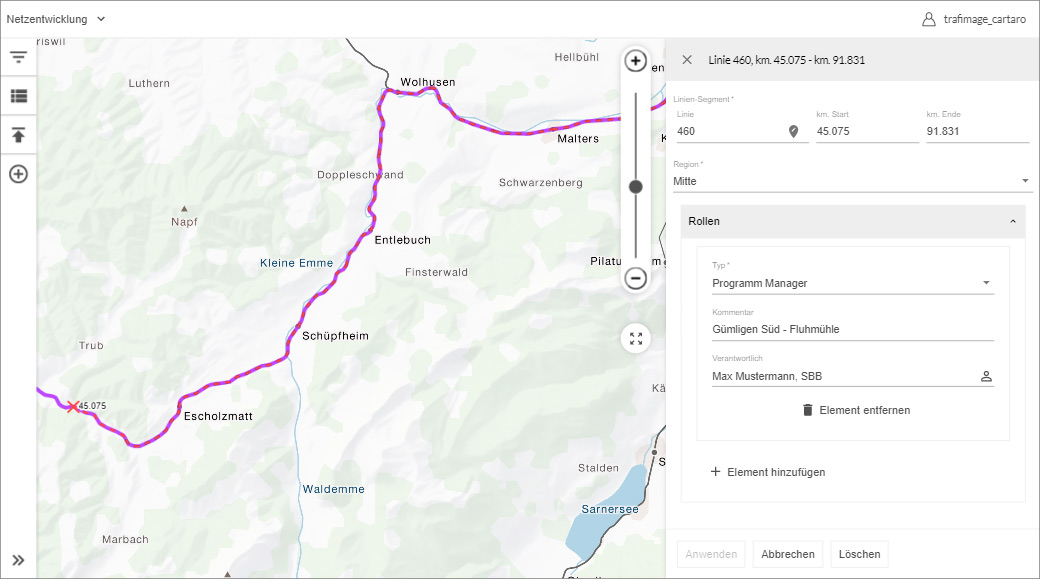 Netzentwicklung
trafimage_cartaro
riswil
Hellbühl
Luthern
Wolhusen
Malters
Doppleschwand
Schwarzenberg
Napf
Entlebuch
Kleine Emme
Finsterwald
Pilatu
Schüpfheim
Trub
45.075
Escholzmatt
Kä
Stalden
Waldemme
Sarnersee
Marbach
Linie 460, km. 45.075 - km. 91.831
Linien-Segment *
Linie
km. Start
km. Ende
460
45.075
91.831
Region *
Mitte
Rollen
Typ *
Programm Manager
Kommentar
Gümligen Süd - Fluhmühle
Verantwortlich
Max Mustermann, SBB
Element entfernen
Element hinzufügen
Anwenden
Abbrechen
Löschen